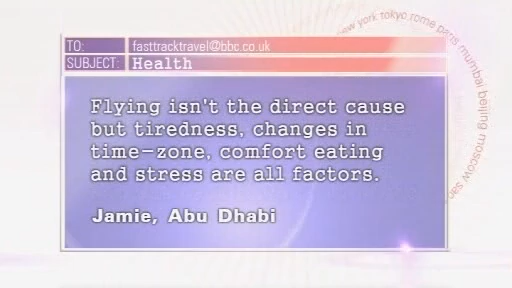 new york tokyo rome paris mumbai beijing moscow
TO: fasttracktravel@bbc.co.uk
SUBJECT: Health
Flying isn't the direct cause
but tiredness, changes in
time-zone, comfort eating
and stress are all factors.
Jamie, Abu Dhabi